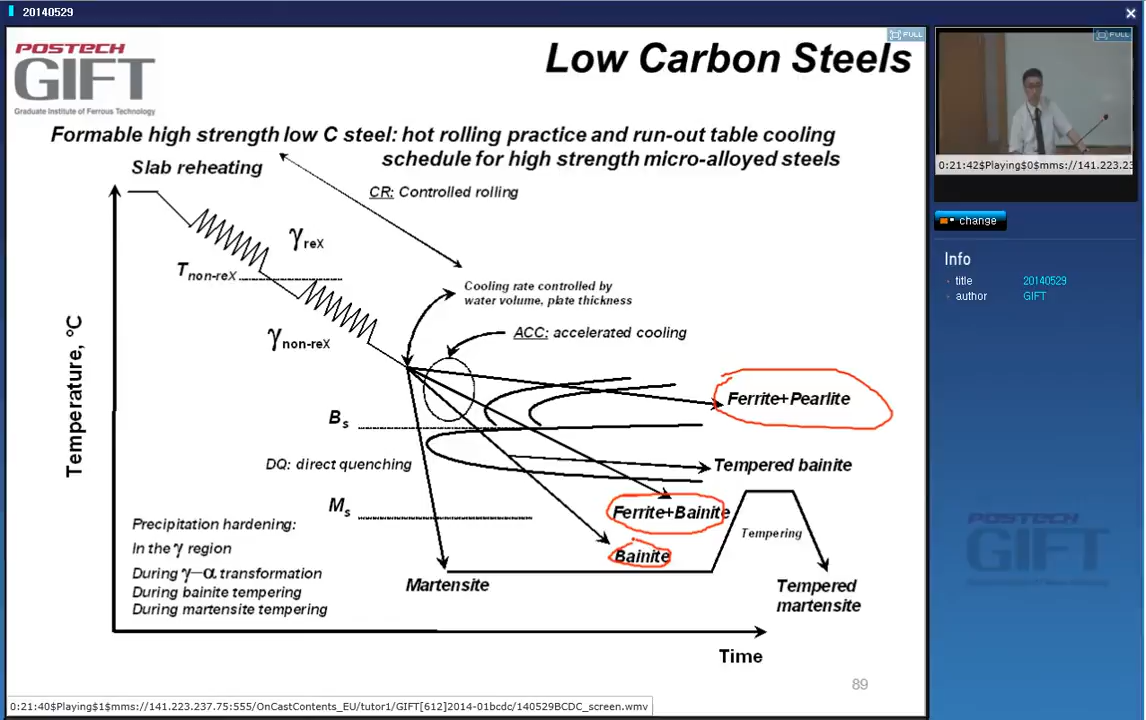 20140529
FULL
POSTECH
GIFT
Graduate Institute of Ferrous Technology
Low Carbon Steels
Formable high strength low C steel: hot rolling practice and run-out table cooling
schedule for high strength micro-alloyed steels
Slab reheating
CR: Controlled rolling
γreX
Tnon-reX
Cooling rate controlled by
water volume, plate thickness
γnon-reX
ACC: accelerated cooling
Temperature, °C
Ferrite+Pearlite
Bs
DQ: direct quenching
Tempered bainite
Ms
Ferrite+Bainite
Precipitation hardening:
Tempering
In the γ region
Bainite
During γ–α transformation
Martensite
Tempered
martensite
During bainite tempering
During martensite tempering
Time
89
0:21:40$Playing$1$mms://141.223.237.75:555/OnCastContents_EU/tutor1/GIFT[612]2014-01bcdc/140529BCDC_screen.wmv
FULL
0:21:42$Playing$0$mms://141.223.23
change
Info
title 20140529
author GIFT
POSTECH
GIFT